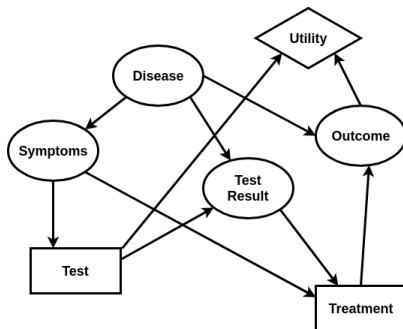 Utility
Disease
Outcome
Symptoms
Test
Result
Test
Treatment